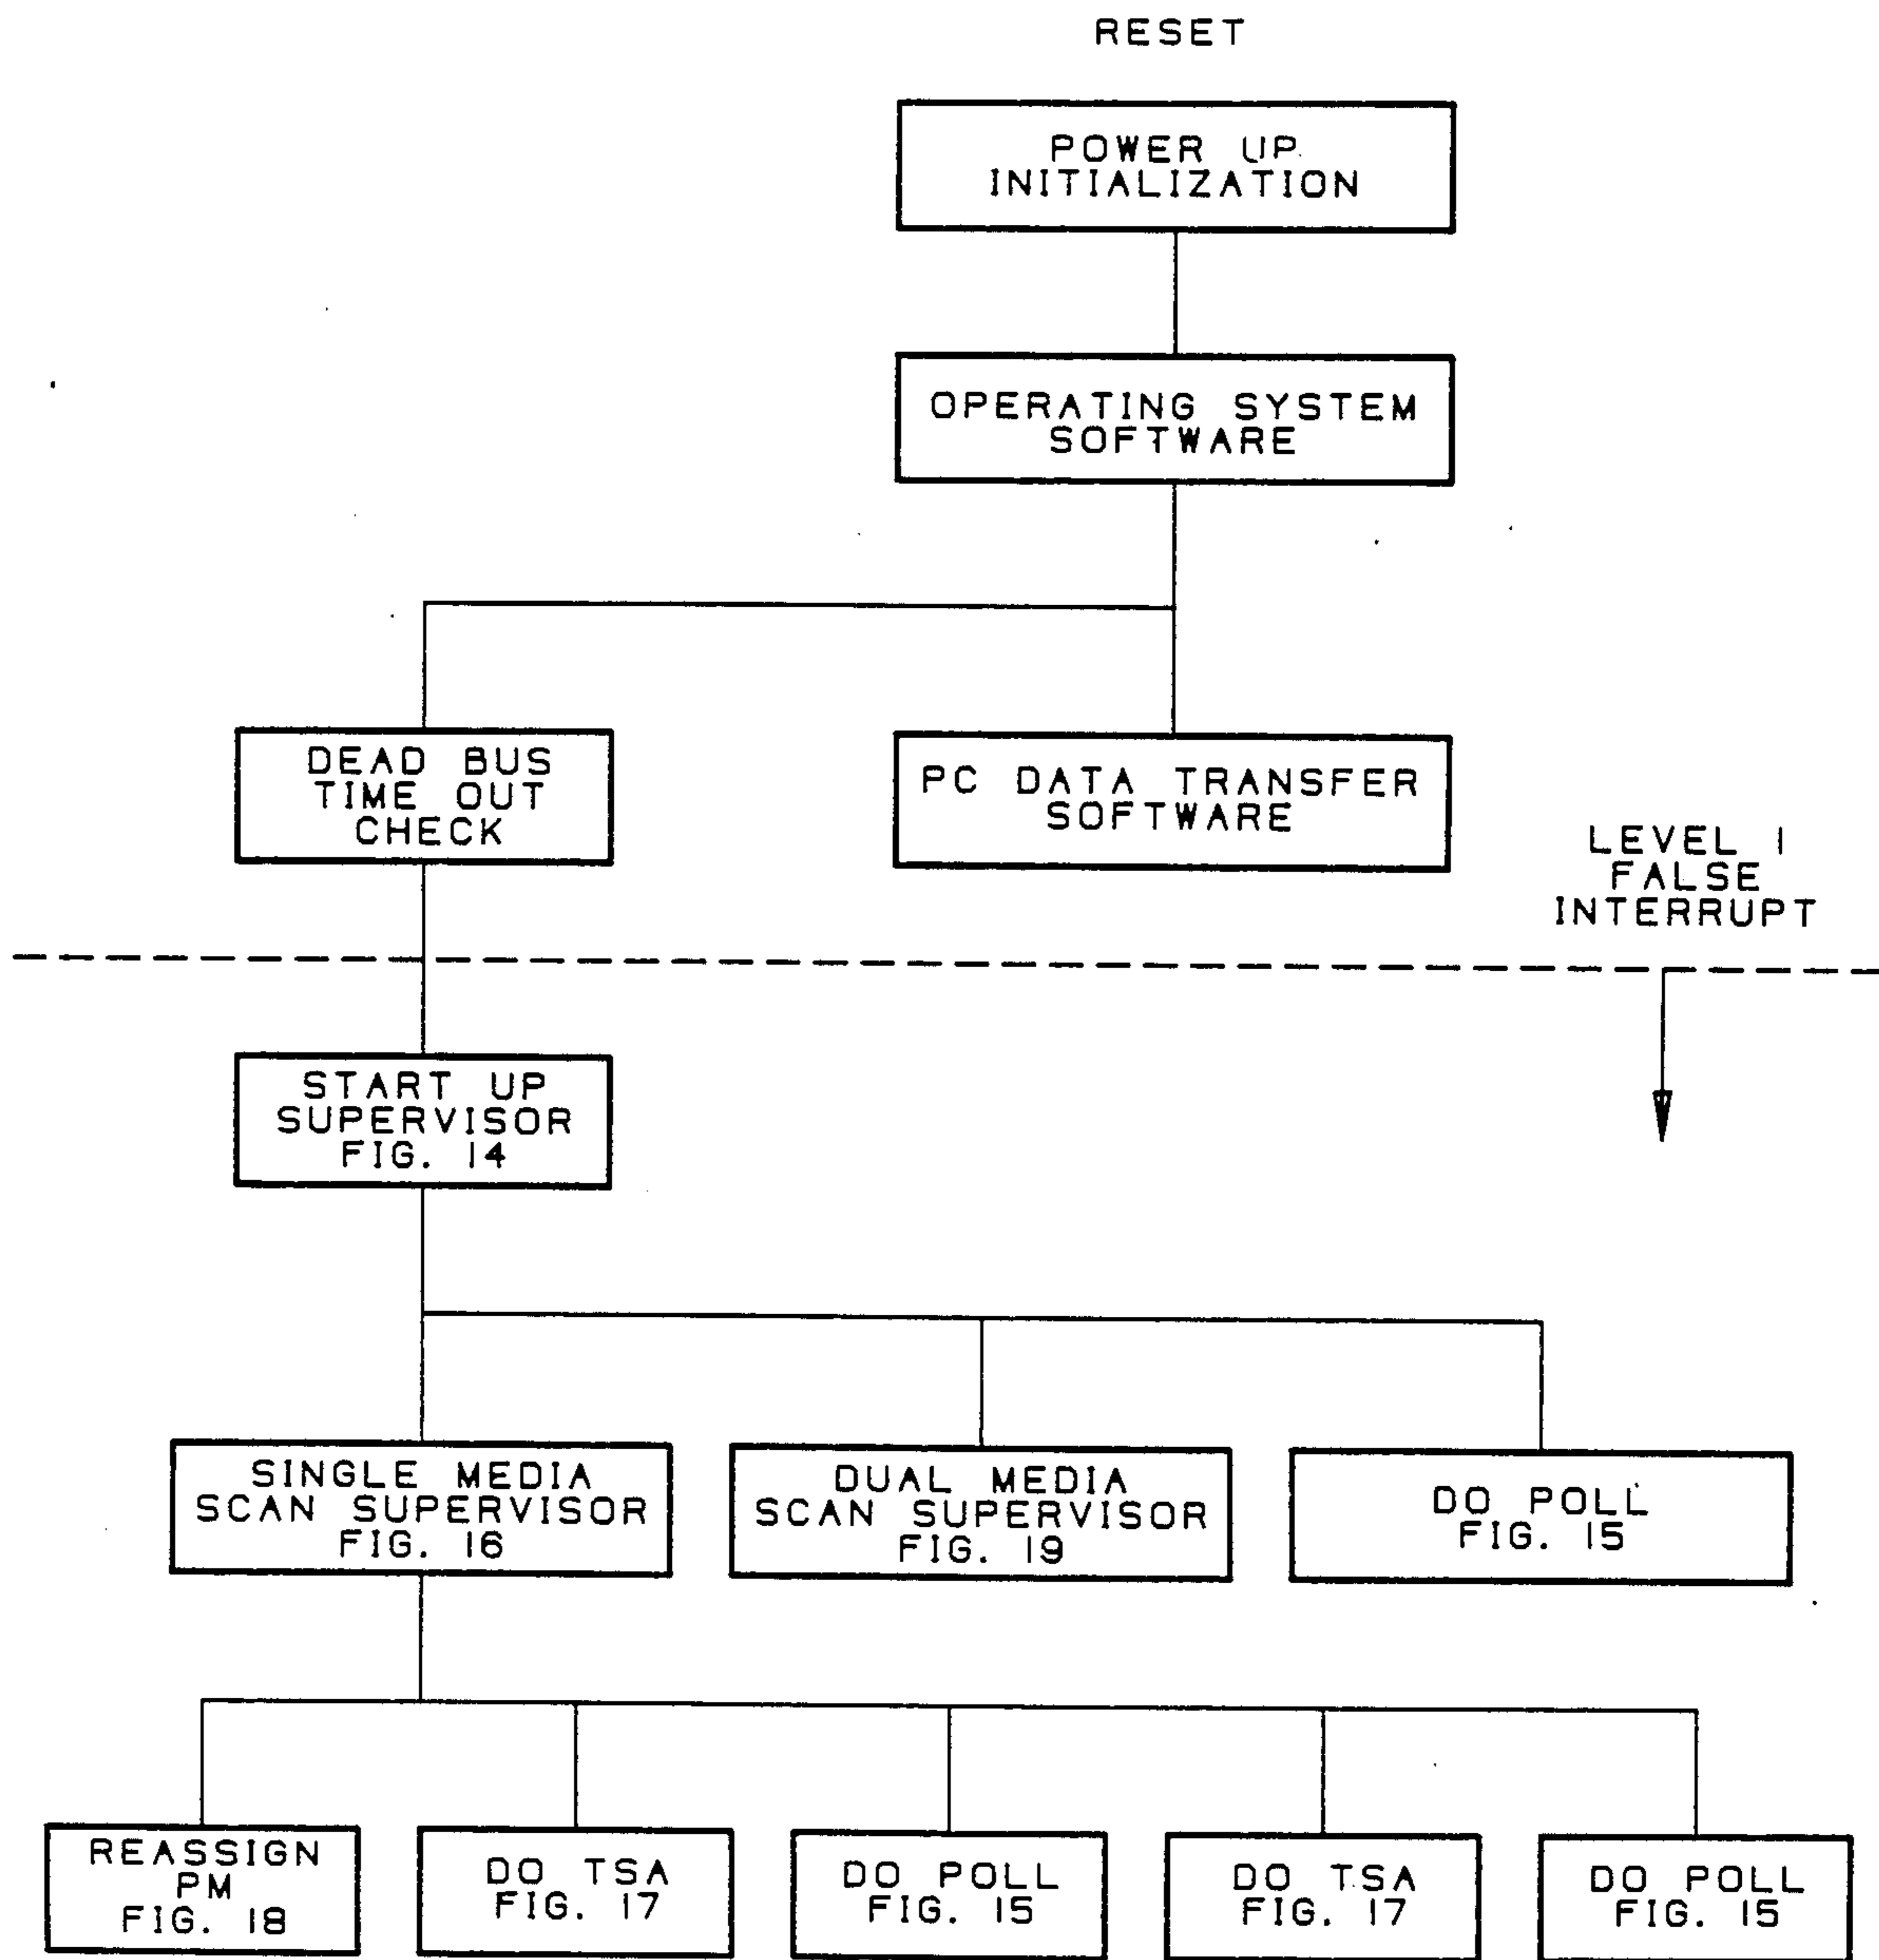 RESET
POWER UP
INITIALIZATION
OPERATING SYSTEM
SOFTWARE
DEAD BUS
TIME OUT
CHECK
PC DATA TRANSFER
SOFTWARE
LEVEL 1
FALSE
INTERRUPT
START UP
SUPERVISOR
FIG. 14
SINGLE MEDIA
SCAN SUPERVISOR
FIG. 16
DUAL MEDIA
SCAN SUPERVISOR
FIG. 19
DO POLL
FIG. 15
REASSIGN
PM
FIG. 18
DO TSA
FIG. 17
DO POLL
FIG. 15
DO TSA
FIG. 17
DO POLL
FIG. 15